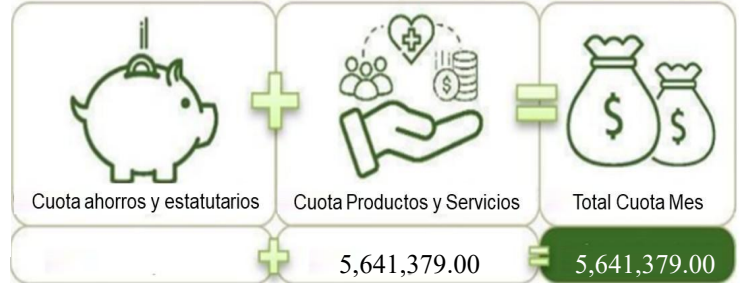 Cuota ahorros y estatutarios
Cuota Productos y Servicios
Total Cuota Mes
5,641,379.00
5,641,379.00